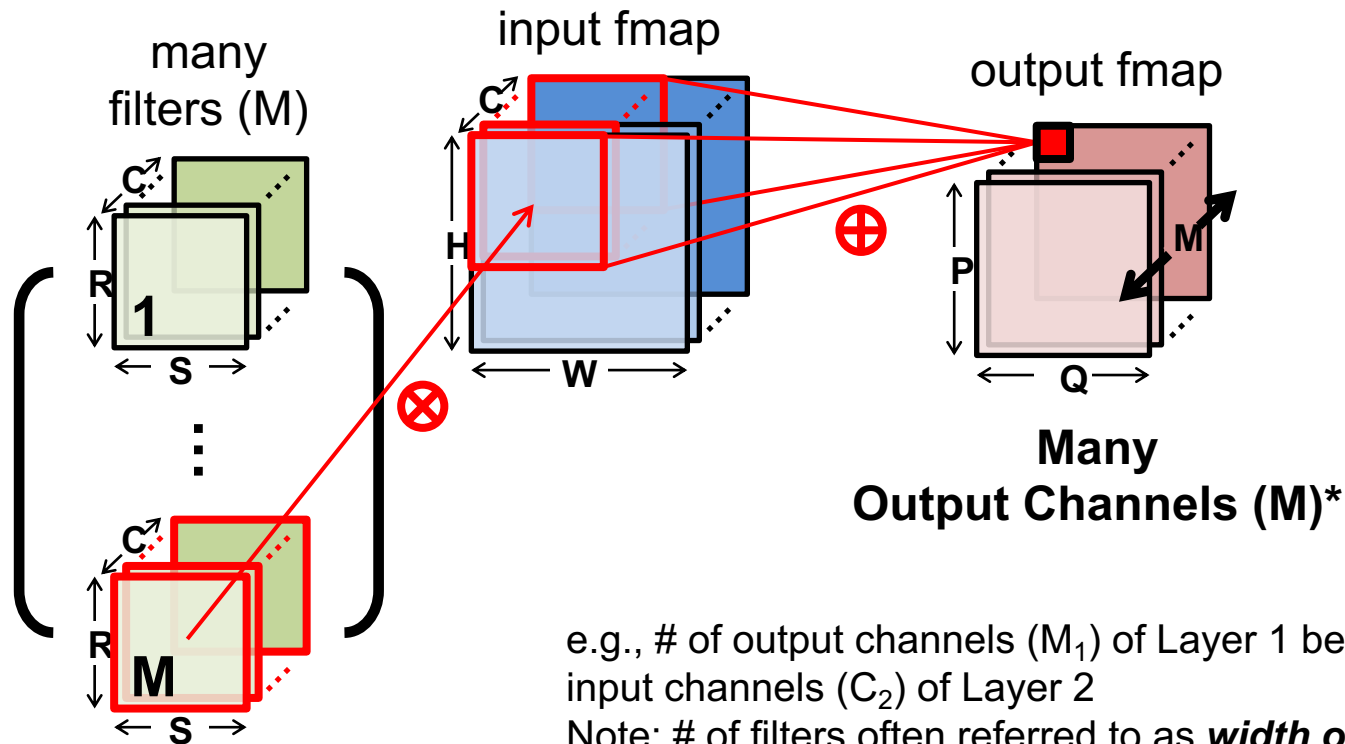 many
filters (M)
C
R
1
S
⋮
C
R
M
S
input fmap
C
H
W
⊗
⊕
output fmap
P
M
Q
Many
Output Channels (M)*
e.g., # of output channels (M₁) of Layer 1 be
input channels (C₂) of Layer 2
Note: # of filters often referred to as width o